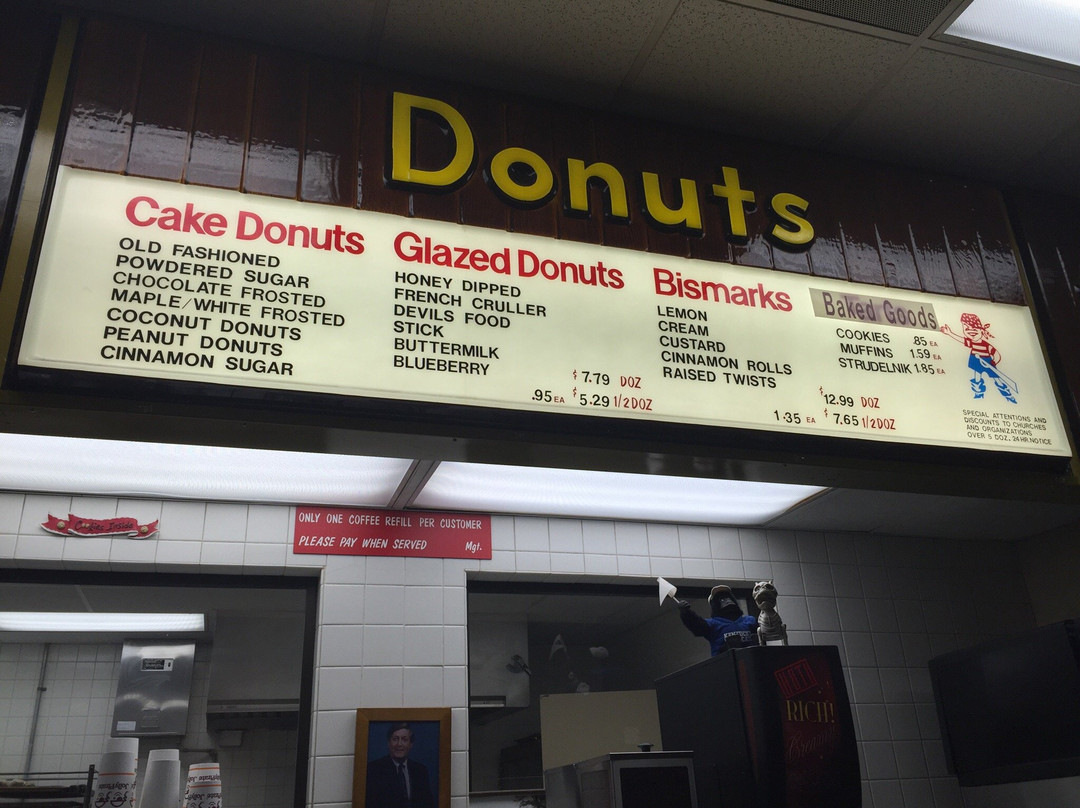 Donuts
Cake Donuts
OLD FASHIONED
POWDERED SUGAR
CHOCOLATE FROSTED
MAPLE/WHITE FROSTED
COCONUT DONUTS
PEANUT DONUTS
CINNAMON SUGAR
Glazed Donuts
HONEY DIPPED
FRENCH CRULLER
DEVILS FOOD
STICK
BUTTERMILK
BLUEBERRY
$7.79 DOZ
.95 EA $5.29 1/2 DOZ
Bismarks
LEMON
CREAM
CUSTARD
CINNAMON ROLLS
RAISED TWISTS
$12.99 DOZ
1.35 EA $7.65 1/2 DOZ
Baked Goods
COOKIES .85 EA
MUFFINS 1.59 EA
STRUDELNIK 1.85 EA
SPECIAL ATTENTIONS AND
DISCOUNTS TO CHURCHES
AND ORGANIZATIONS
OVER 5 DOZ. 24 HR. NOTICE
Cookies Inside
ONLY ONE COFFEE REFILL PER CUSTOMER
PLEASE PAY WHEN SERVED Mgt.
RICH!